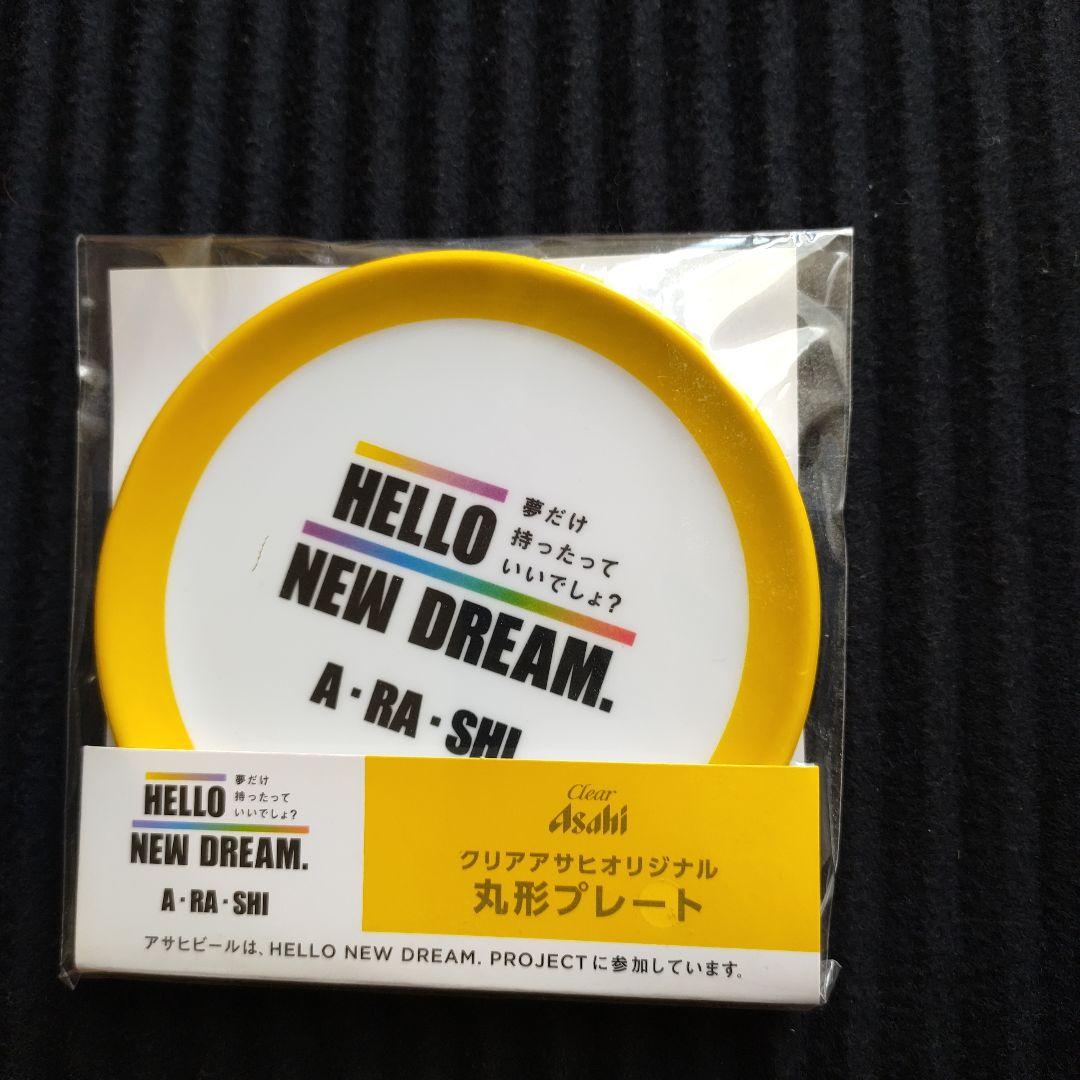 HELLO
夢だけ
持ったって
いいでしょ?
NEW DREAM.
A・RA・SHI
HELLO
夢だけ
持ったって
いいでしょ?
NEW DREAM.
A・RA・SHI
Clear
Asahi
クリアアサヒオリジナル
丸形プレート
アサヒビールは、HELLO NEW DREAM. PROJECTに参加しています。